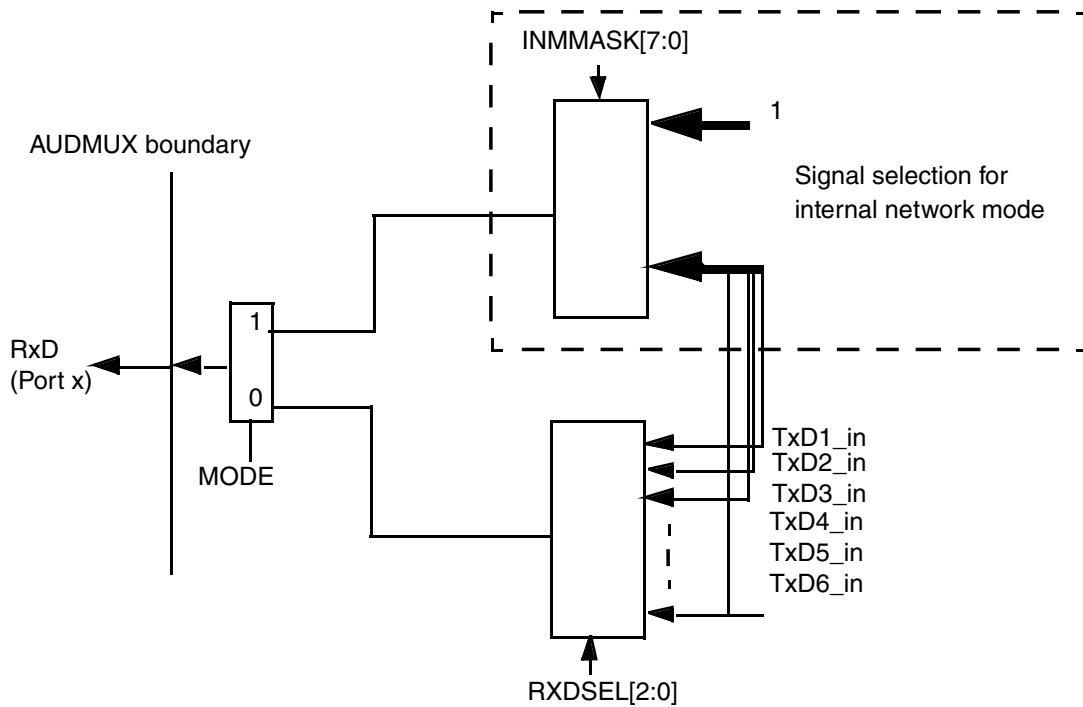 INMMASK[7:0]
1
AUDMUX boundary
Signal selection for
internal network mode
1
RxD
(Port x)
0
MODE
TxD1_in
TxD2_in
TxD3_in
TxD4_in
TxD5_in
TxD6_in
RXDSEL[2:0]